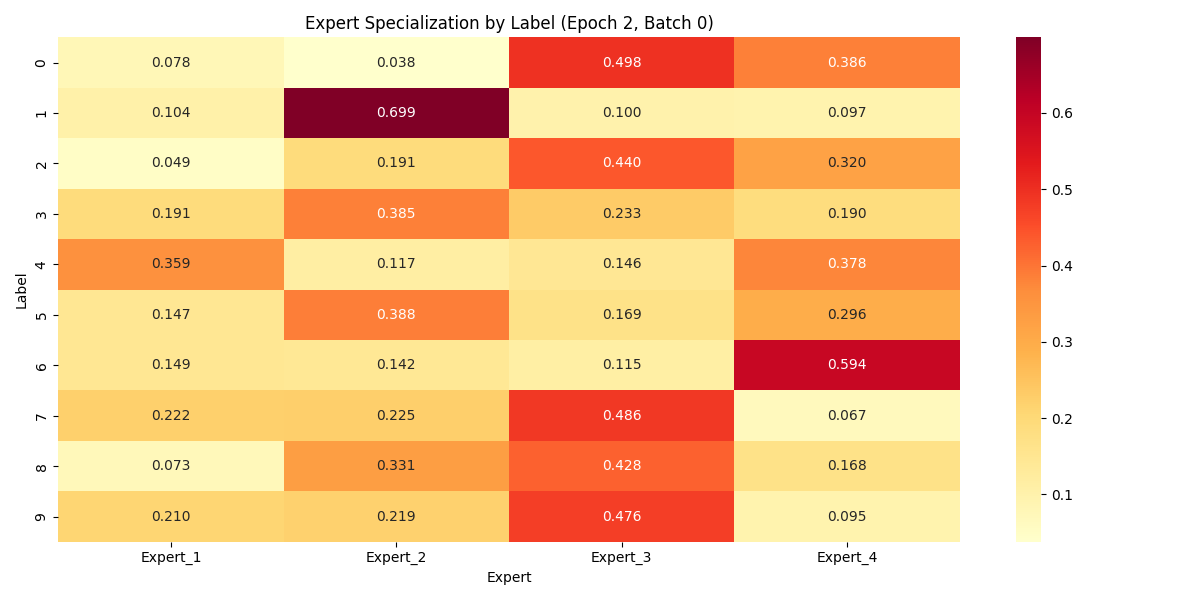 Expert Specialization by Label (Epoch 2, Batch 0)
0 0.078 0.038 0.498 0.386
1 0.104 0.699 0.100 0.097
2 0.049 0.191 0.440 0.320
3 0.191 0.385 0.233 0.190
4 0.359 0.117 0.146 0.378
5 0.147 0.388 0.169 0.296
6 0.149 0.142 0.115 0.594
7 0.222 0.225 0.486 0.067
8 0.073 0.331 0.428 0.168
9 0.210 0.219 0.476 0.095
Label
Expert_1 Expert_2 Expert_3 Expert_4
Expert
0.6
0.5
0.4
0.3
0.2
0.1